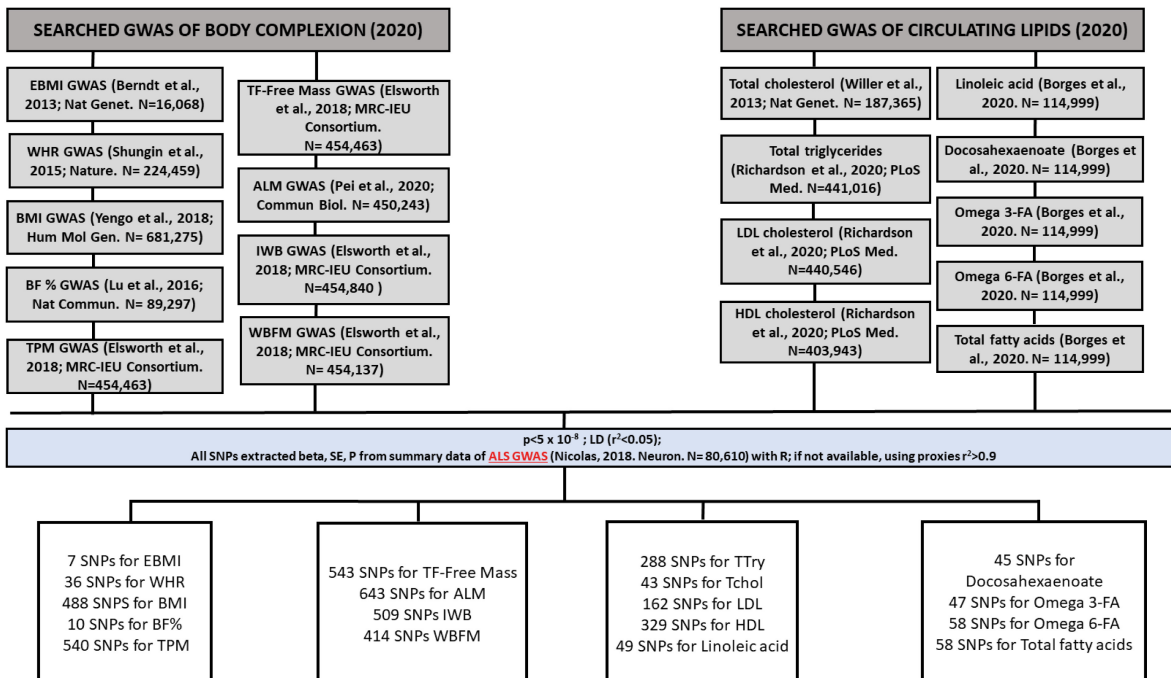 SEARCHED GWAS OF BODY COMPLEXION (2020)
EBMI GWAS (Berndt et al.,
2013; Nat Genet. N=16,068)
WHR GWAS (Shungin et al.,
2015; Nature. N= 224,459)
BMI GWAS (Yengo et al., 2018;
Hum Mol Gen. N= 681,275)
BF % GWAS (Lu et al., 2016;
Nat Commun. N= 89,297)
TPM GWAS (Elsworth et al.,
2018; MRC-IEU Consortium.
N=454,463)
TF-Free Mass GWAS (Elsworth
et al., 2018; MRC-IEU
Consortium.
N= 454,463)
ALM GWAS (Pei et al., 2020;
Commun Biol. N= 450,243)
IWB GWAS (Elsworth et al.,
2018; MRC-IEU Consortium.
N=454,840 )
WBFM GWAS (Elsworth et al.,
2018; MRC-IEU Consortium.
N= 454,137)
SEARCHED GWAS OF CIRCULATING LIPIDS (2020)
Total cholesterol (Willer et al.,
2013; Nat Genet. N= 187,365)
Total triglycerides
(Richardson et al., 2020; PLoS
Med. N=441,016)
LDL cholesterol (Richardson
et al., 2020; PLoS Med.
N=440,546)
HDL cholesterol (Richardson
et al., 2020; PLoS Med.
N=403,943)
Linoleic acid (Borges et al.,
2020. N= 114,999)
Docosahexaenoate (Borges et
al., 2020. N= 114,999)
Omega 3-FA (Borges et al.,
2020. N= 114,999)
Omega 6-FA (Borges et al.,
2020. N= 114,999)
Total fatty acids (Borges et
al., 2020. N= 114,999)
p<5 x 10⁻⁸ ; LD (r²<0.05);
All SNPs extracted beta, SE, P from summary data of ALS GWAS (Nicolas, 2018. Neuron. N= 80,610) with R; if not available, using proxies r²>0.9
7 SNPs for EBMI
36 SNPs for WHR
488 SNPS for BMI
10 SNPs for BF%
540 SNPs for TPM
543 SNPs for TF-Free Mass
643 SNPs for ALM
509 SNPs IWB
414 SNPs WBFM
288 SNPs for TTry
43 SNPs for Tchol
162 SNPs for LDL
329 SNPs for HDL
49 SNPs for Linoleic acid
45 SNPs for
Docosahexaenoate
47 SNPs for Omega 3-FA
58 SNPs for Omega 6-FA
58 SNPs for Total fatty acids